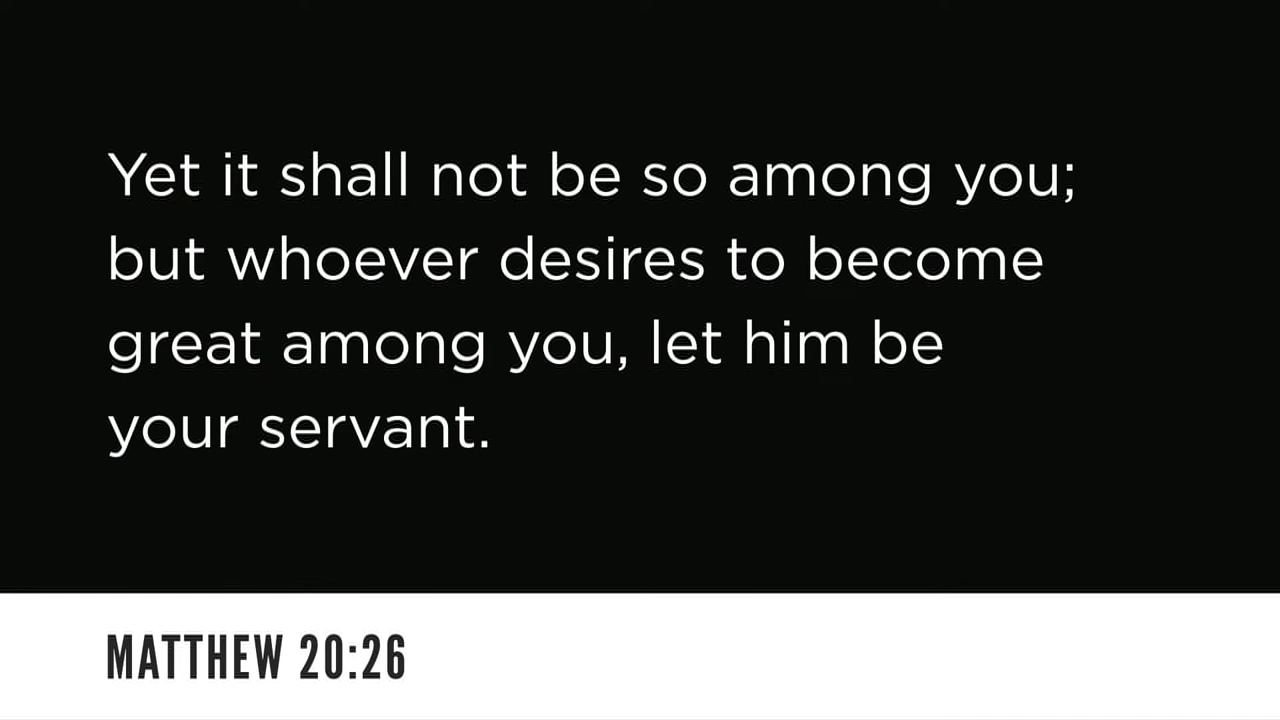 Yet it shall not be so among you;
but whoever desires to become
great among you, let him be
your servant.
MATTHEW 20:26